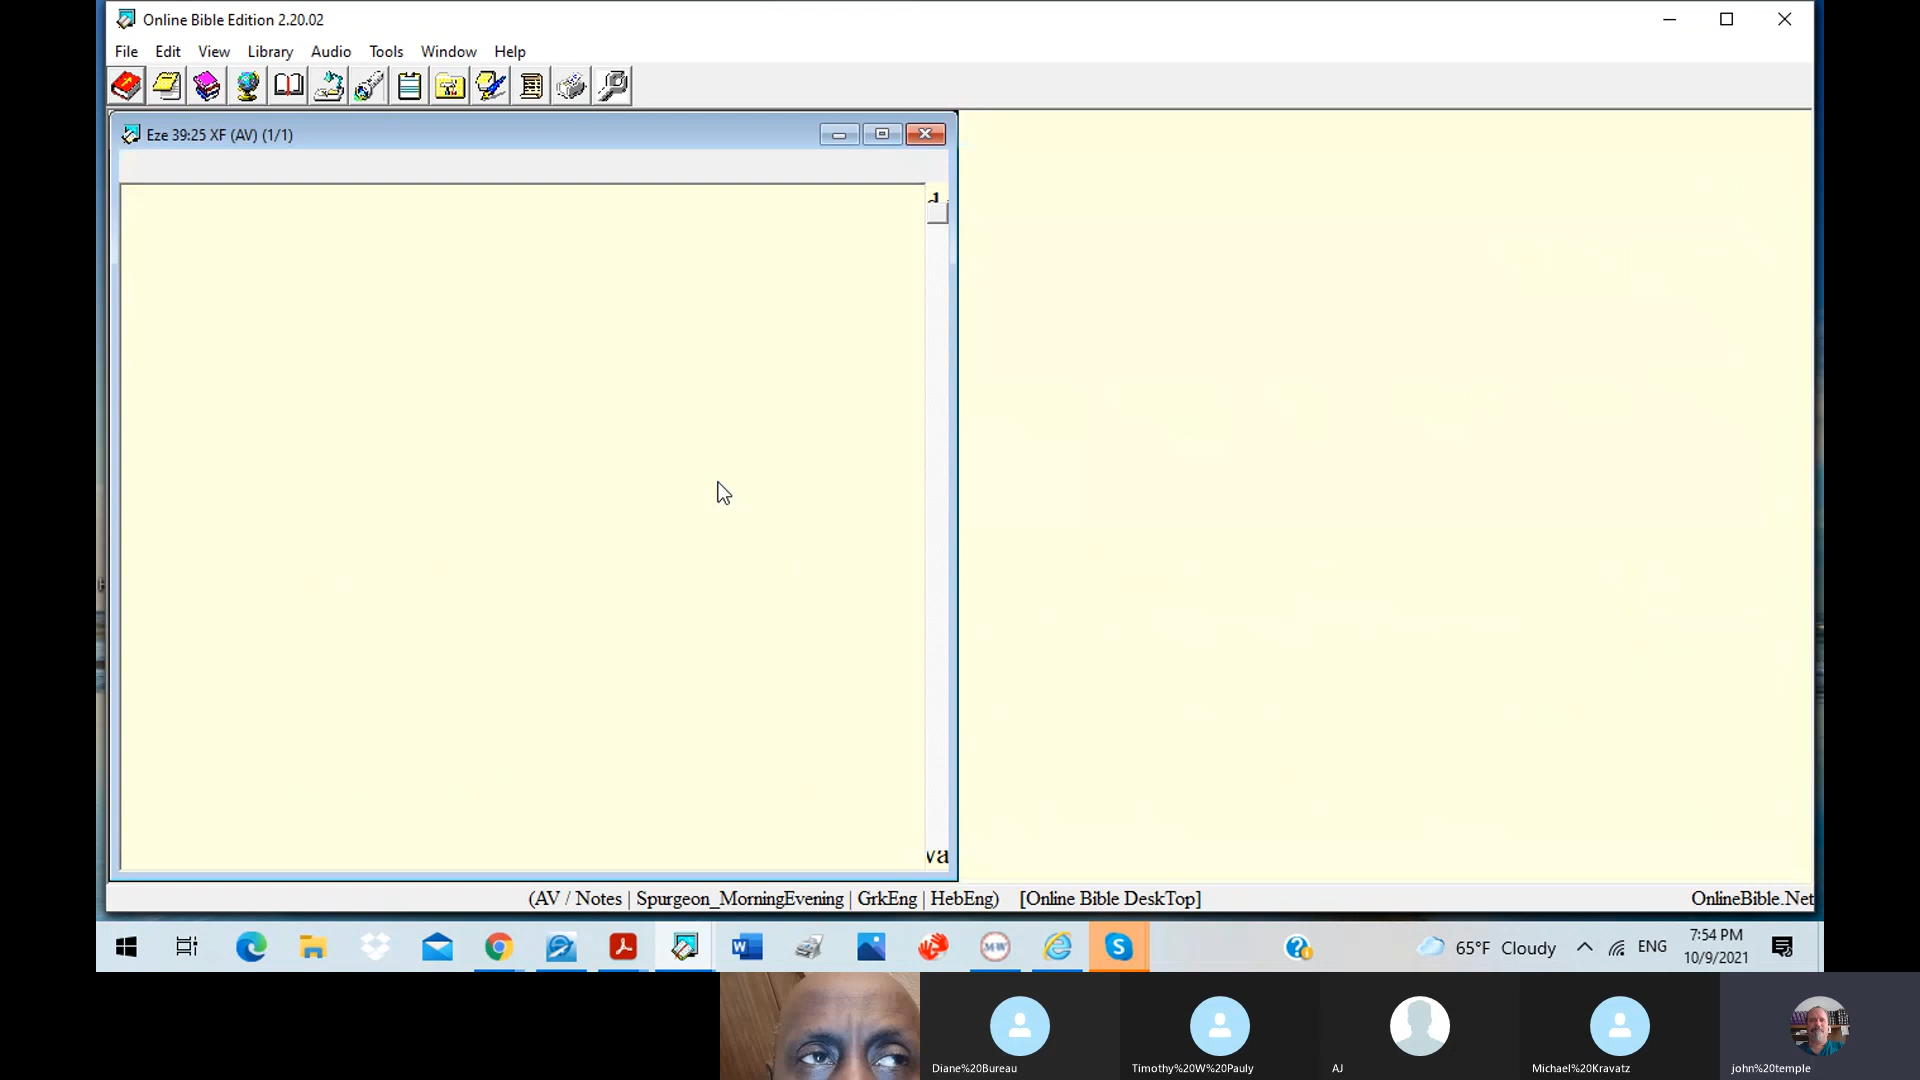 Online Bible Edition 2.20.02
File Edit View Library Audio Tools Window Help
Eze 39:25 XF (AV) (1/1)
(AV / Notes | Spurgeon_MorningEvening | GrkEng | HebEng) [Online Bible DeskTop] OnlineBible.Net
65°F Cloudy
ENG
7:54 PM
10/9/2021
Diane%20Bureau
Timothy%20W%20Pauly
AJ
Michael%20Kravatz
john%20temple